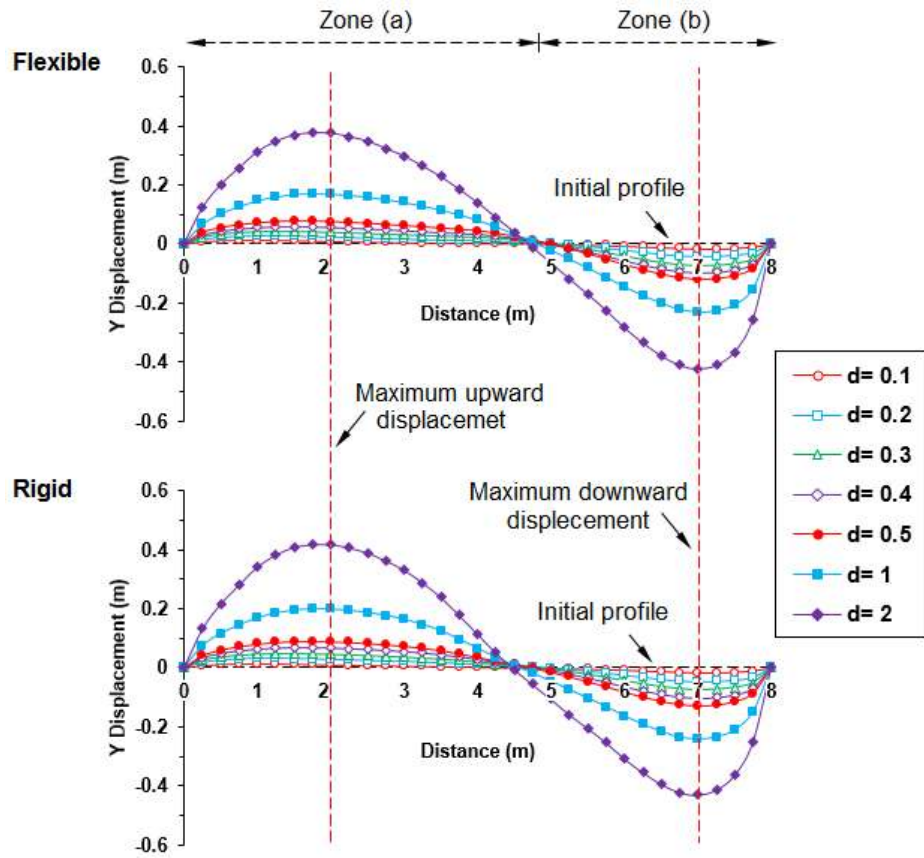 Zone (a) Zone (b)
Flexible
0.6
0.4
0.2
0
-0.2
-0.4
-0.6
Y Displacement (m)
Initial profile
0 1 2 3 4 5 6 7 8
Distance (m)
Maximum upward
displacemet
Rigid
0.6
0.4
0.2
0
-0.2
-0.4
-0.6
Y Displacement (m)
Maximum downward
displecement
Initial profile
0 1 2 3 4 5 6 7 8
Distance (m)
d= 0.1
d= 0.2
d= 0.3
d= 0.4
d= 0.5
d= 1
d= 2